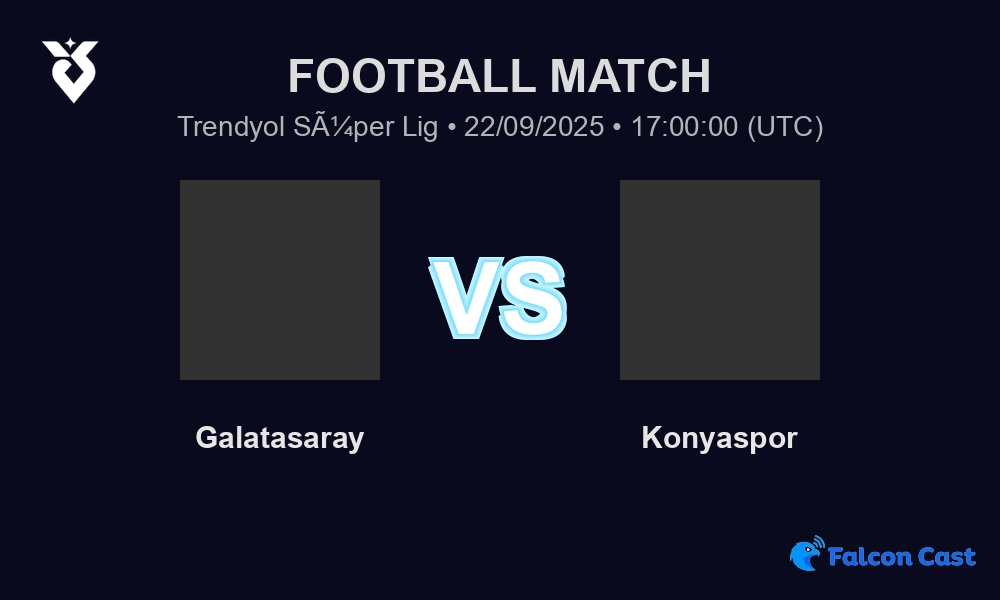 FOOTBALL MATCH
Trendyol SÃ¼per Lig • 22/09/2025 • 17:00:00 (UTC)
VS
Galatasaray
Konyaspor
Falcon Cast